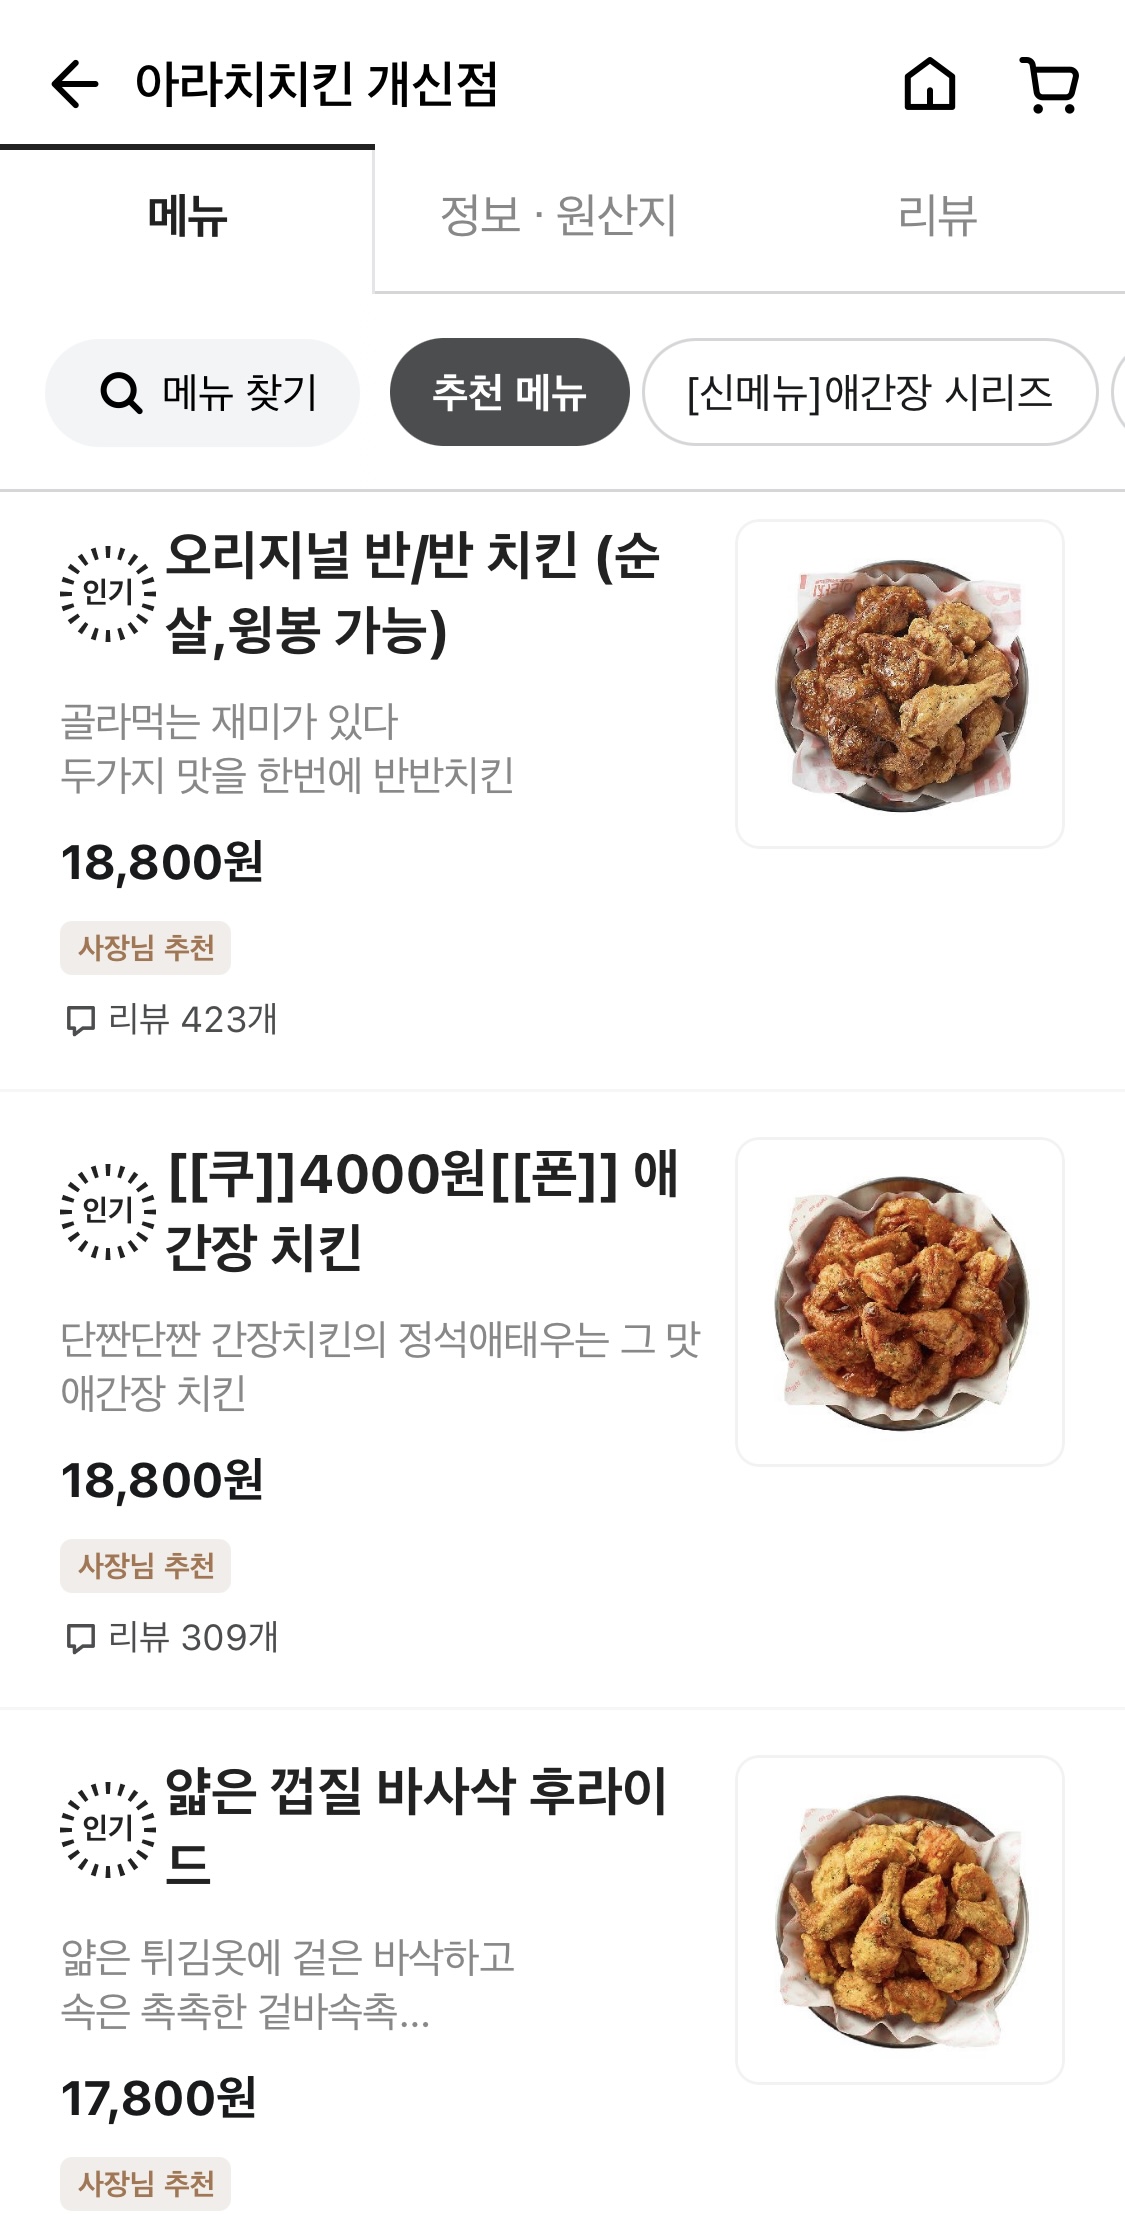 아라치치킨 개신점
메뉴
정보 · 원산지
리뷰
메뉴 찾기
추천 메뉴
[신메뉴]애간장 시리즈
인기
오리지널 반/반 치킨 (순
살,윙봉 가능)
골라먹는 재미가 있다
두가지 맛을 한번에 반반치킨
18,800원
사장님 추천
리뷰 423개
인기
[[쿠]]4000원[[폰]] 애
간장 치킨
단짠단짠 간장치킨의 정석애태우는 그 맛
애간장 치킨
18,800원
사장님 추천
리뷰 309개
인기
얇은 껍질 바사삭 후라이
드
얇은 튀김옷에 겉은 바삭하고
속은 촉촉한 겉바속촉...
17,800원
사장님 추천